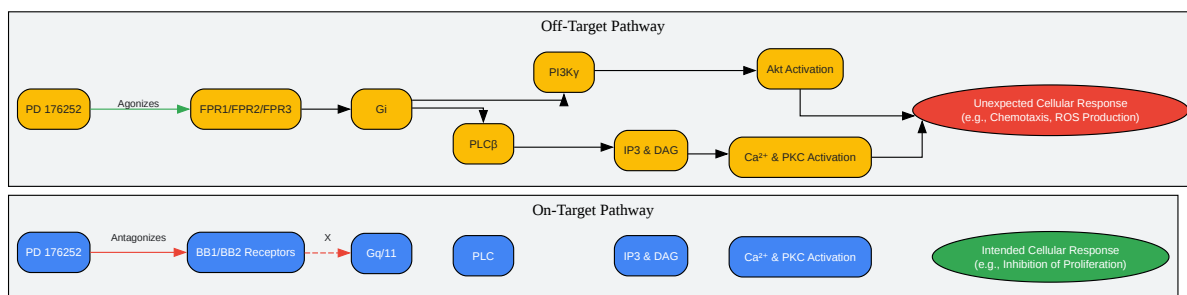 Off-Target Pathway
PI3Kγ
Akt Activation
PD 176252
Agonizes
FPR1/FPR2/FPR3
Gi
Unexpected Cellular Response
(e.g., Chemotaxis, ROS Production)
PLCβ
IP3 & DAG
Ca²⁺ & PKC Activation
On-Target Pathway
PD 176252
Antagonizes
BB1/BB2 Receptors
X
Gq/11
PLC
IP3 & DAG
Ca²⁺ & PKC Activation
Intended Cellular Response
(e.g., Inhibition of Proliferation)